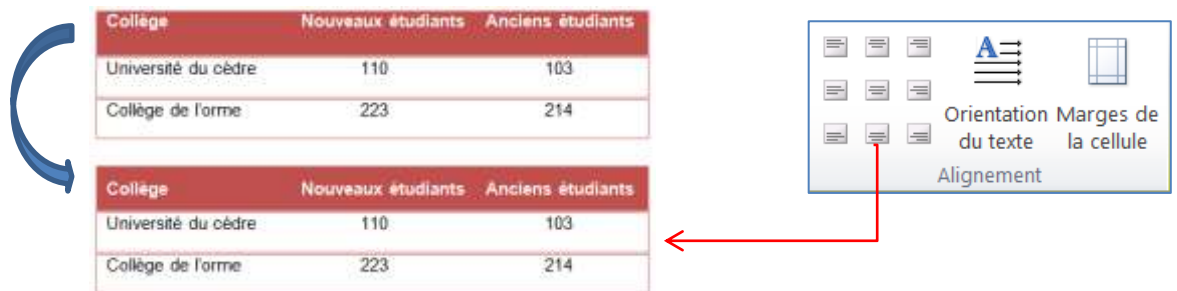 Collège Nouveaux étudiants Anciens étudiants
Université du cèdre 110 103
Collège de l'orme 223 214
Collège Nouveaux étudiants Anciens étudiants
Université du cèdre 110 103
Collège de l'orme 223 214
A
Orientation du texte
Marges de la cellule
Alignement